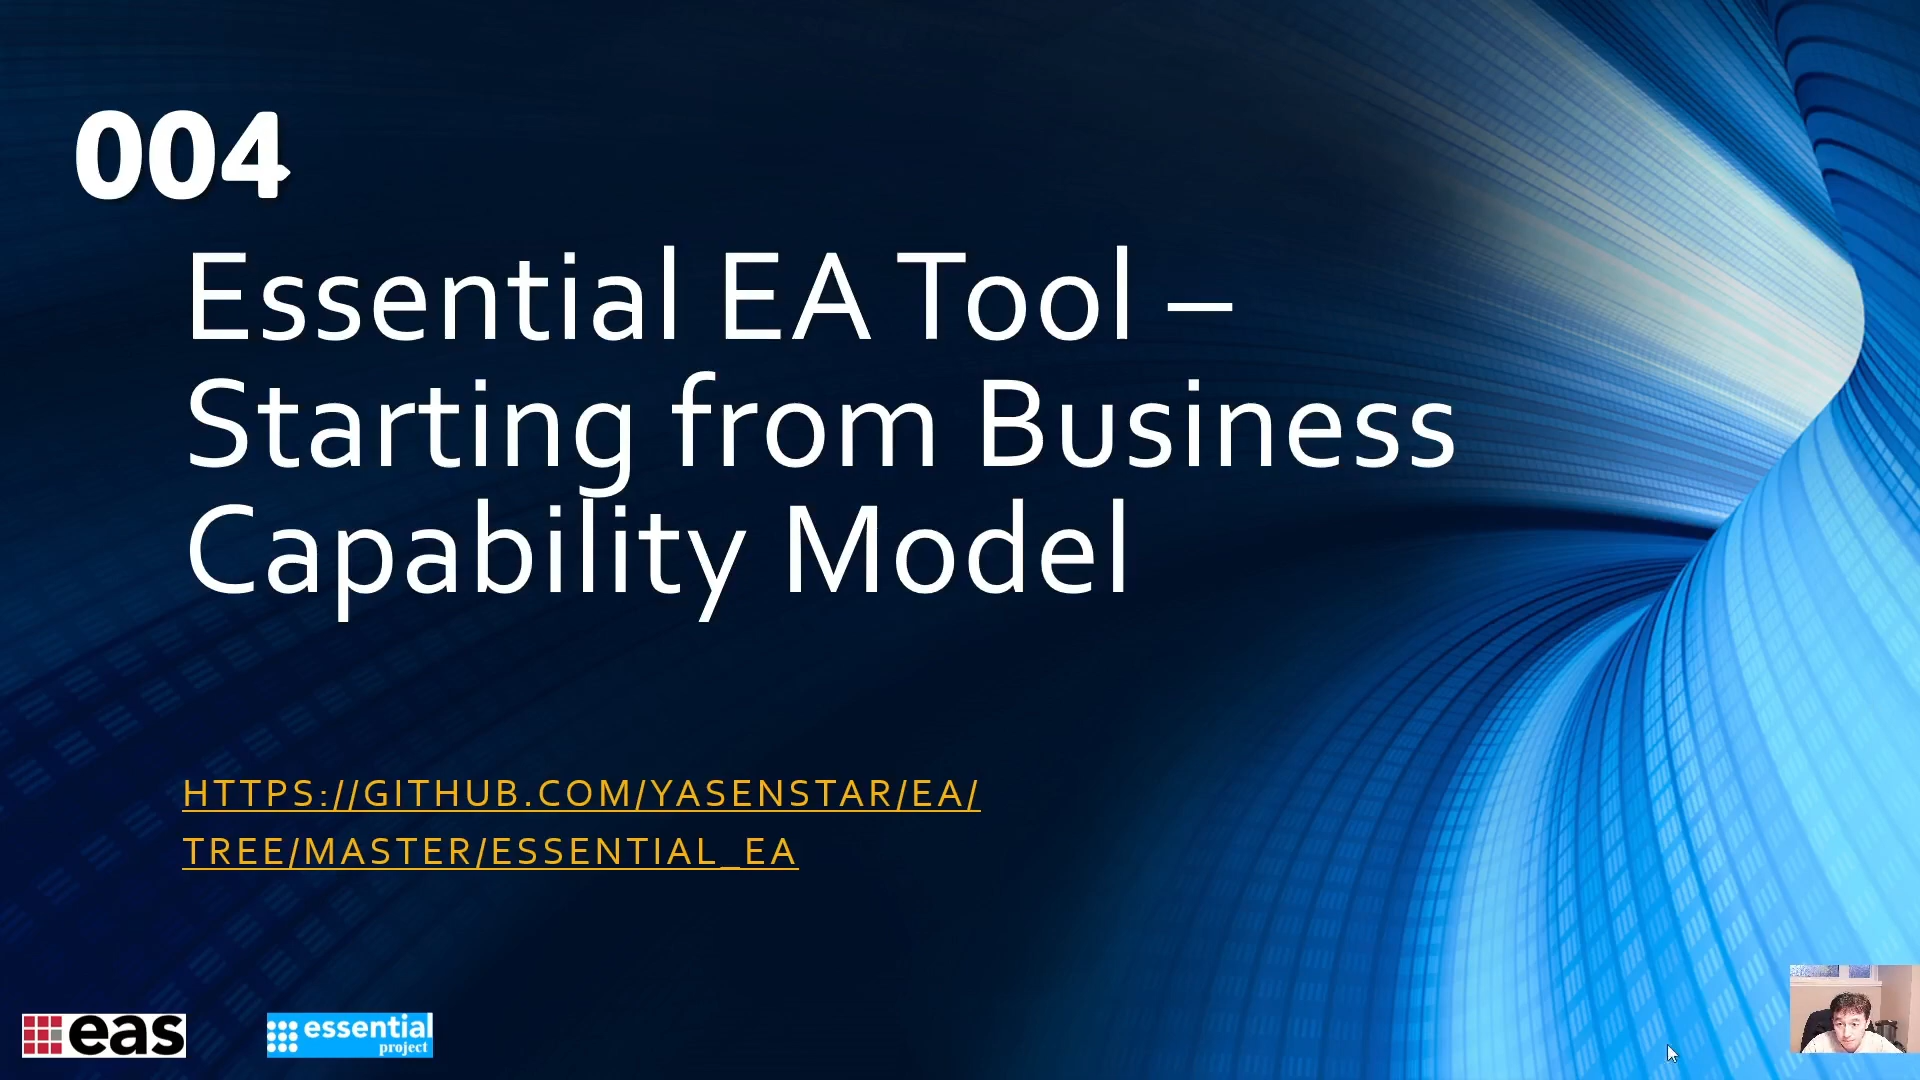 004
Essential EA Tool –
Starting from Business
Capability Model
HTTPS://GITHUB.COM/YASENSTAR/EA/
TREE/MASTER/ESSENTIAL_EA
eas
essential
project